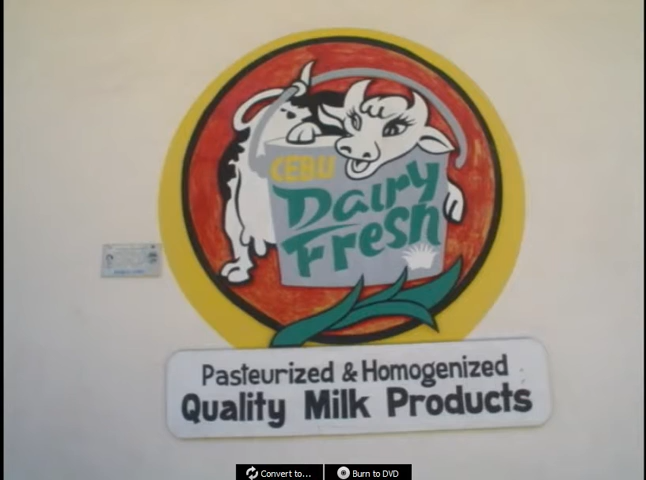 CEBU
Dairy
Fresh
Pasteurized & Homogenized
Quality Milk Products
Convert to... Burn to DVD